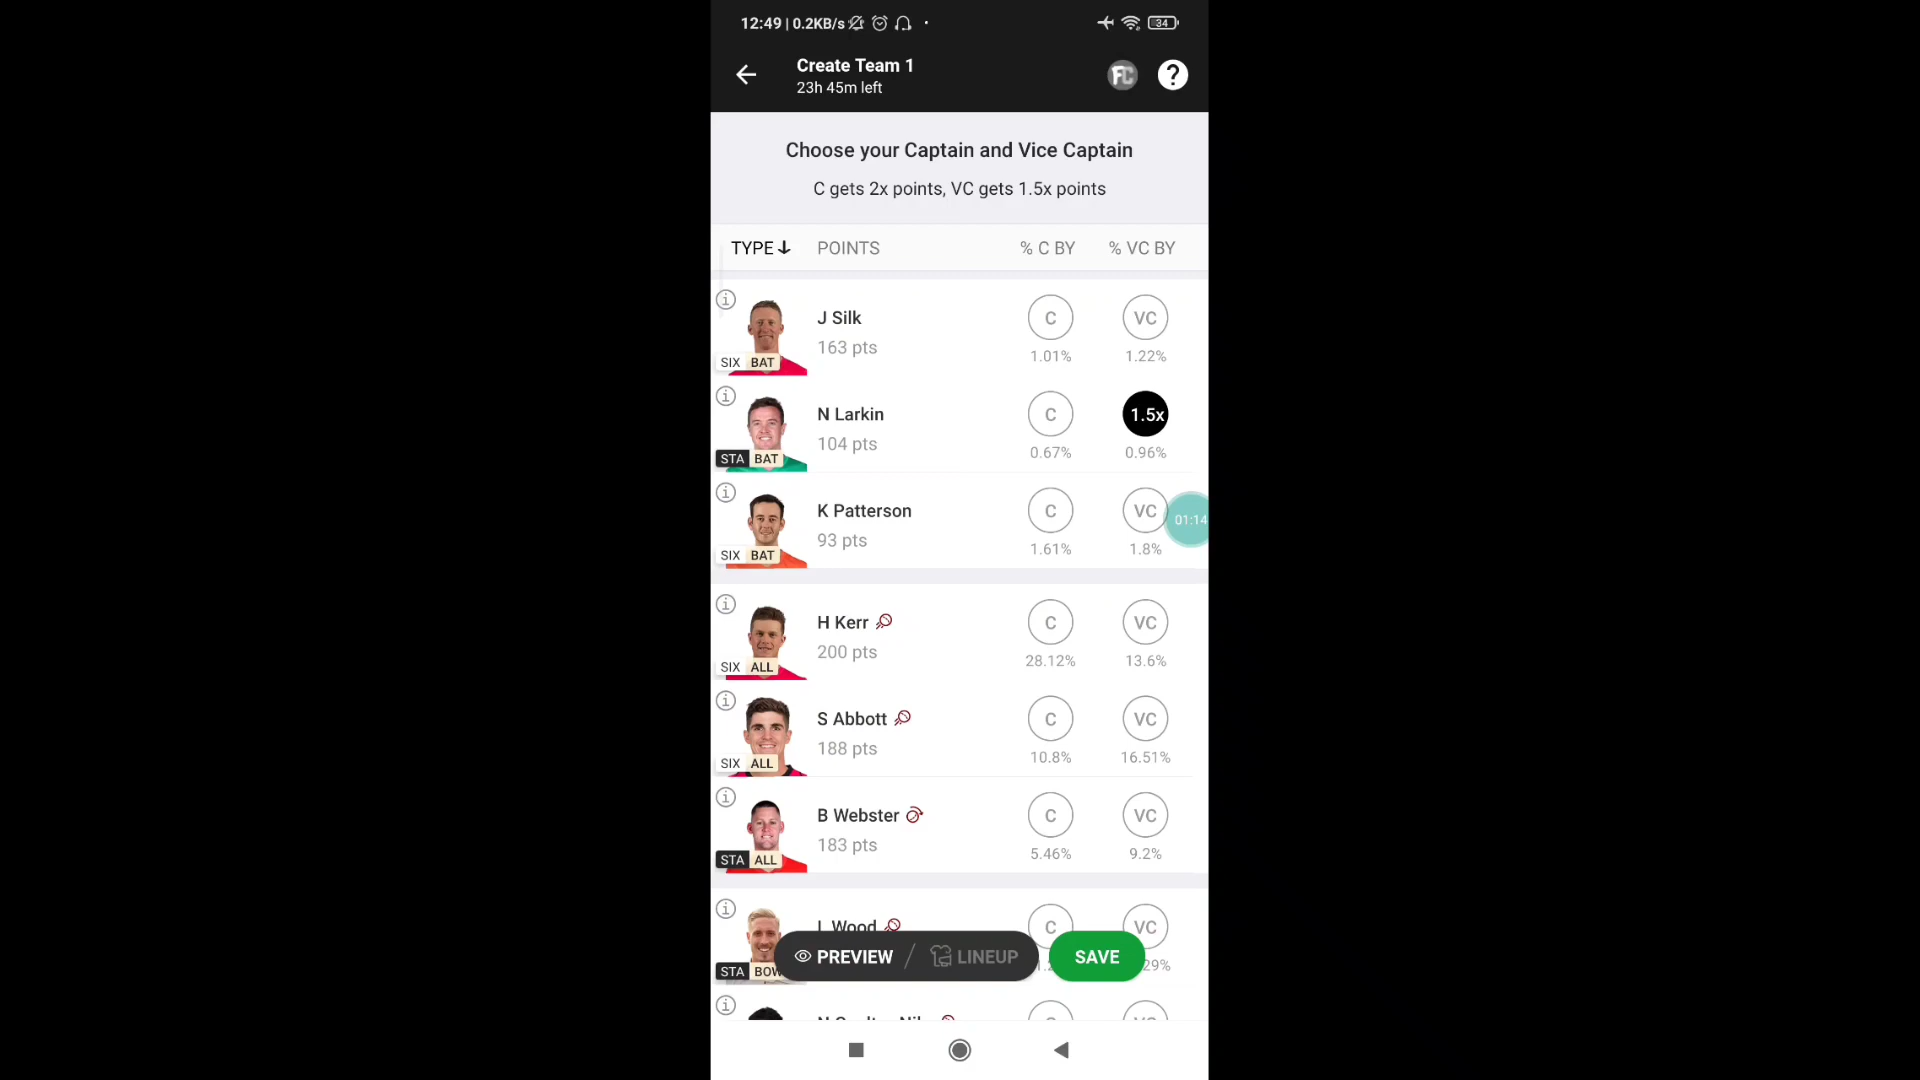 12:49 | 0.2KB/s
34
Create Team 1
23h 45m left
FC
?
Choose your Captain and Vice Captain
C gets 2x points, VC gets 1.5x points
TYPE POINTS % C BY % VC BY
J Silk C VC
163 pts 1.01% 1.22%
SIX BAT
N Larkin C 1.5x
104 pts 0.67% 0.96%
STA BAT
K Patterson C VC
01:14
93 pts 1.61% 1.8%
SIX BAT
H Kerr C VC
200 pts 28.12% 13.6%
SIX ALL
S Abbott C VC
188 pts 10.8% 16.51%
SIX ALL
B Webster C VC
183 pts 5.46% 9.2%
STA ALL
L Wood C VC
PREVIEW / LINEUP SAVE
STA BOW